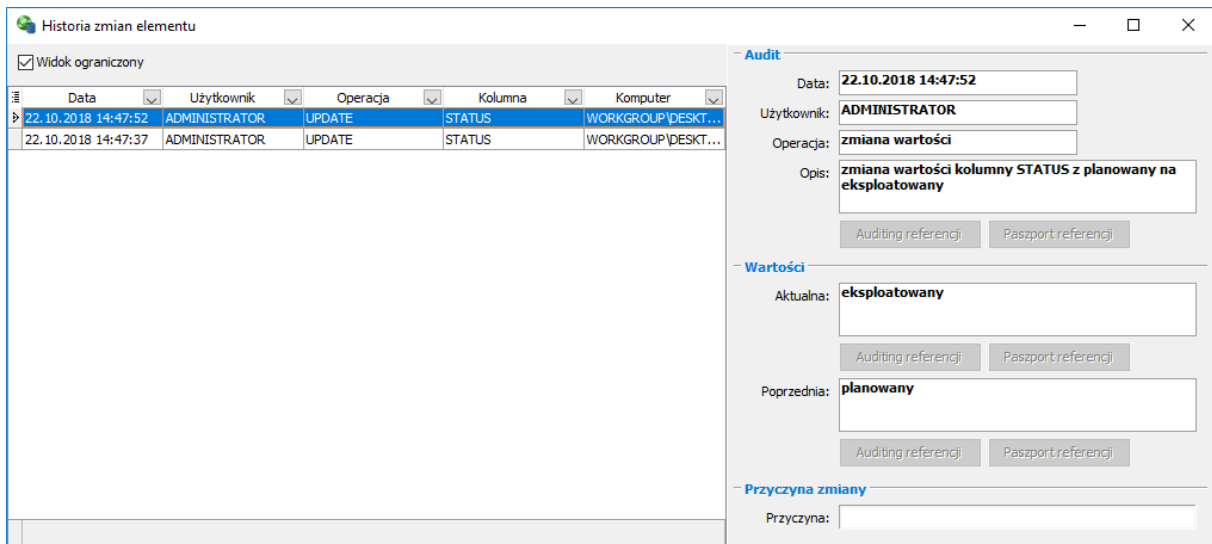 Historia zmian elementu
Widok ograniczony
Data Użytkownik Operacja Kolumna Komputer
22.10.2018 14:47:52 ADMINISTRATOR UPDATE STATUS WORKGROUP\DESKT...
22.10.2018 14:47:37 ADMINISTRATOR UPDATE STATUS WORKGROUP\DESKT...
Audit
Data: 22.10.2018 14:47:52
Użytkownik: ADMINISTRATOR
Operacja: zmiana wartości
Opis: zmiana wartości kolumny STATUS z planowany na
eksploatowany
Auditing referencji Paszport referencji
Wartości
Aktualna: eksploatowany
Auditing referencji Paszport referencji
Poprzednia: planowany
Auditing referencji Paszport referencji
Przyczyna zmiany
Przyczyna: